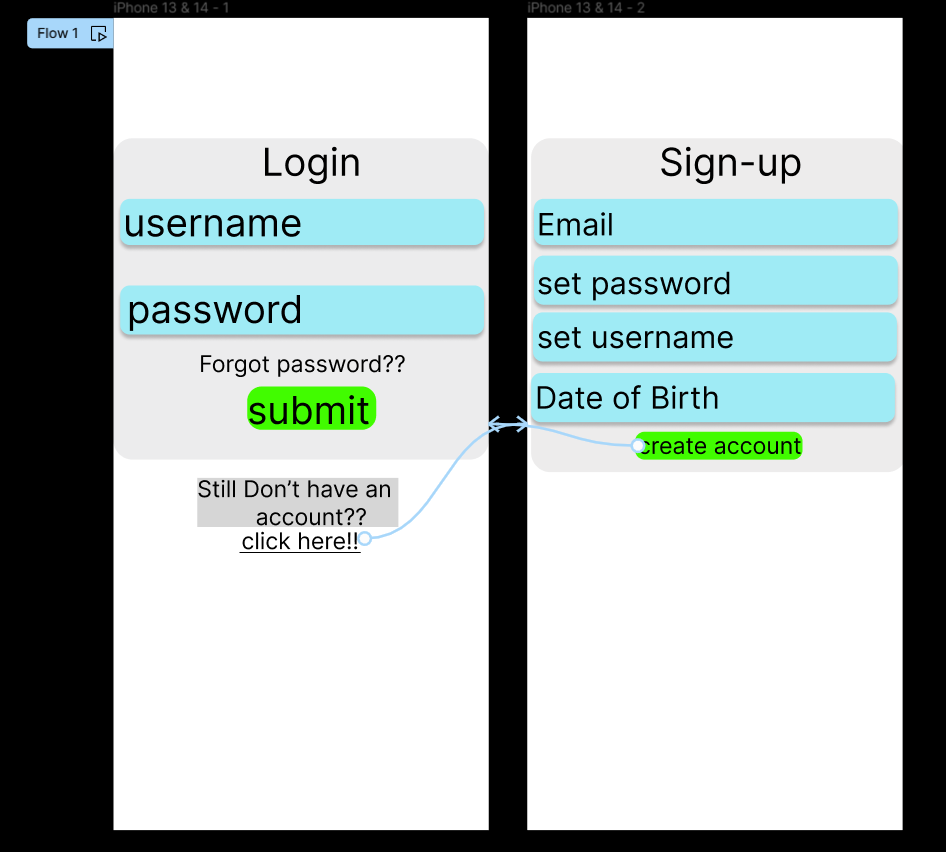 iPhone 13 & 14 - 1
iPhone 13 & 14 - 2
Flow 1
Login
username
password
Forgot password??
submit
Still Don’t have an
account??
click here!!
Sign-up
Email
set password
set username
Date of Birth
create account